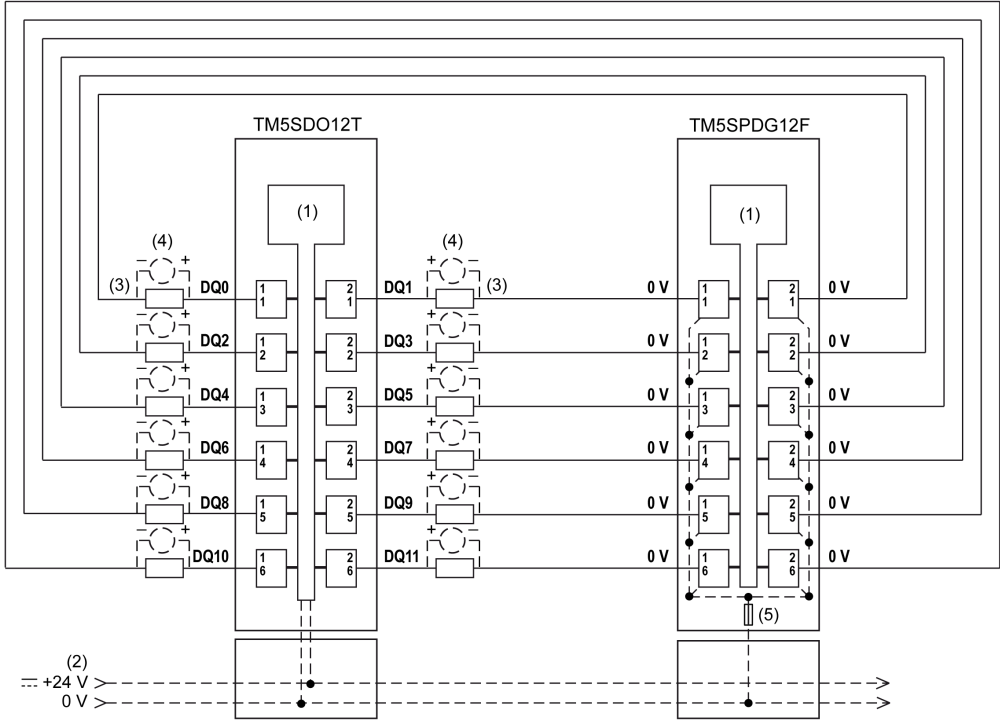 TM5SDO12T TM5SPDG12F
(1) (1)
(4) (4)
− + + −
(3) DQ0 1 1 2 1 DQ1 (3) 0 V 1 1 2 1 0 V
− + + −
DQ2 1 2 2 2 DQ3 0 V 1 2 2 2 0 V
− + + −
DQ4 1 3 2 3 DQ5 0 V 1 3 2 3 0 V
− + + −
DQ6 1 4 2 4 DQ7 0 V 1 4 2 4 0 V
− + + −
DQ8 1 5 2 5 DQ9 0 V 1 5 2 5 0 V
− + + −
DQ10 1 6 2 6 DQ11 0 V 1 6 2 6 0 V
(5)
(2)
+24 V
0 V